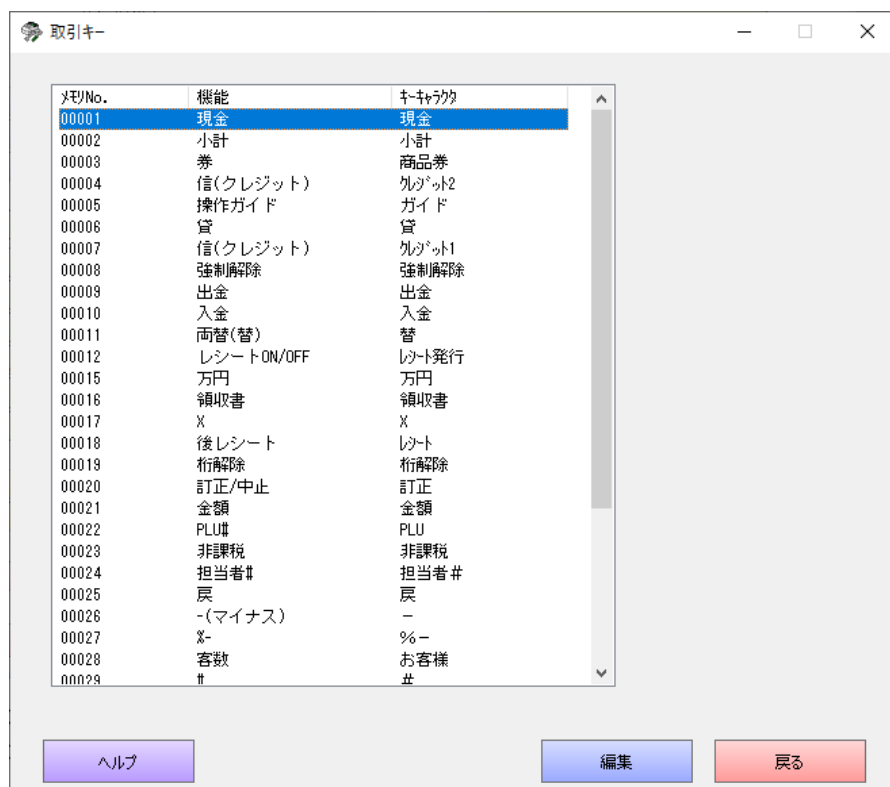 取引キー
ﾒﾓﾘNo. 機能 ｷｰｷｬﾗｸﾀ
00001 現金 現金
00002 小計 小計
00003 券 商品券
00004 信(クレジット) ｸﾚｼﾞｯﾄ2
00005 操作ガイド ガイド
00006 貸 貸
00007 信(クレジット) ｸﾚｼﾞｯﾄ1
00008 強制解除 強制解除
00009 出金 出金
00010 入金 入金
00011 両替(替) 替
00012 レシートON/OFF ﾚｼｰﾄ発行
00015 万円 万円
00016 領収書 領収書
00017 X X
00018 後レシート ﾚｼｰﾄ
00019 桁解除 桁解除
00020 訂正/中止 訂正
00021 金額 金額
00022 PLU# PLU
00023 非課税 非課税
00024 担当者# 担当者＃
00025 戻 戻
00026 -(マイナス) －
00027 %- %－
00028 客数 お客様
00029 # ＃
ヘルプ 編集 戻る